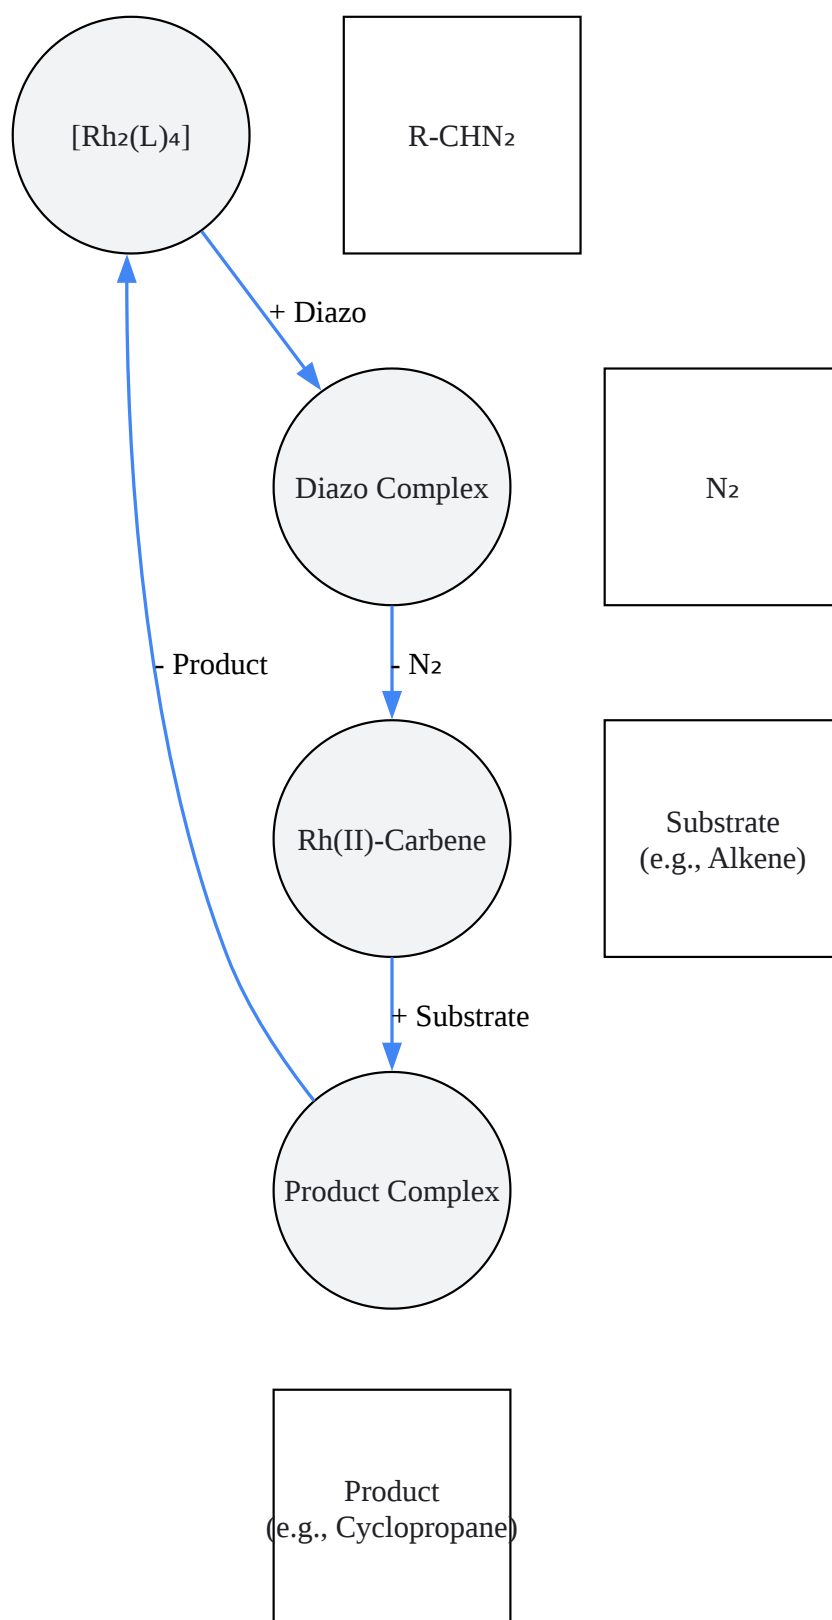 [Rh₂(L)₄]
R-CHN₂
+ Diazo
Diazo Complex
N₂
- Product
- N₂
Rh(II)-Carbene
Substrate
(e.g., Alkene)
+ Substrate
Product Complex
Product
(e.g., Cyclopropane)